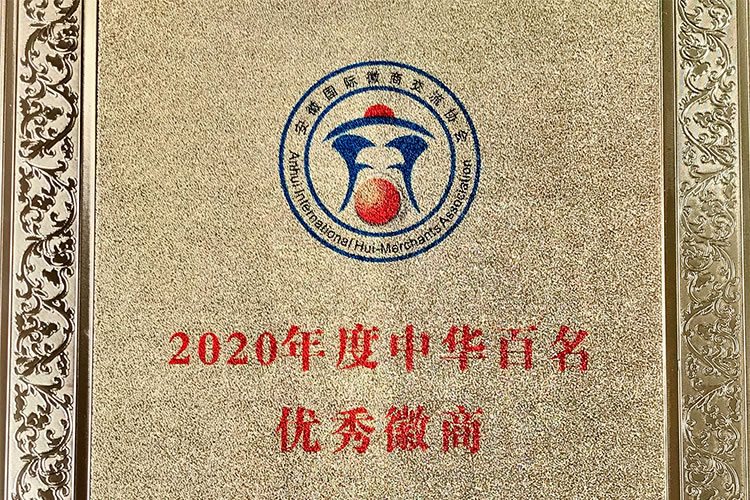 安徽国际徽商交流协会
Anhui-International Hui-Merchants Association
2020年度中华百名
优秀徽商